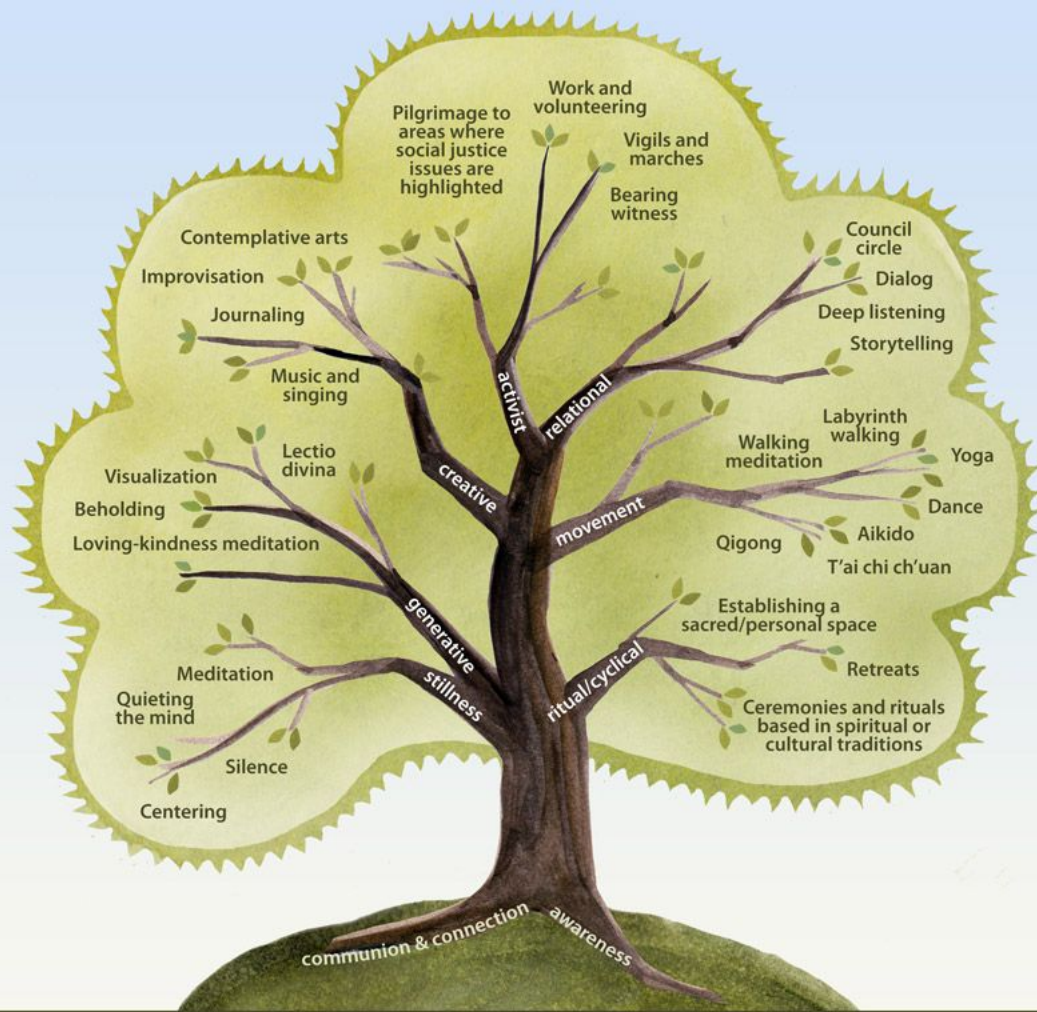 Work and
volunteering
Pilgrimage to
areas where
social justice
issues are
highlighted
Vigils and
marches
Bearing
witness
activist
Council
circle
Dialog
Deep listening
Storytelling
relational
Contemplative arts
Improvisation
Journaling
Music and
singing
creative
Labyrinth
walking
Walking
meditation
Yoga
Dance
Aikido
Qigong
T'ai chi ch'uan
movement
Lectio
divina
Visualization
Beholding
Loving-kindness meditation
generative
Meditation
Quieting
the mind
Silence
Centering
stillness
Establishing a
sacred/personal space
Retreats
Ceremonies and rituals
based in spiritual or
cultural traditions
ritual/cyclical
communion & connection
awareness